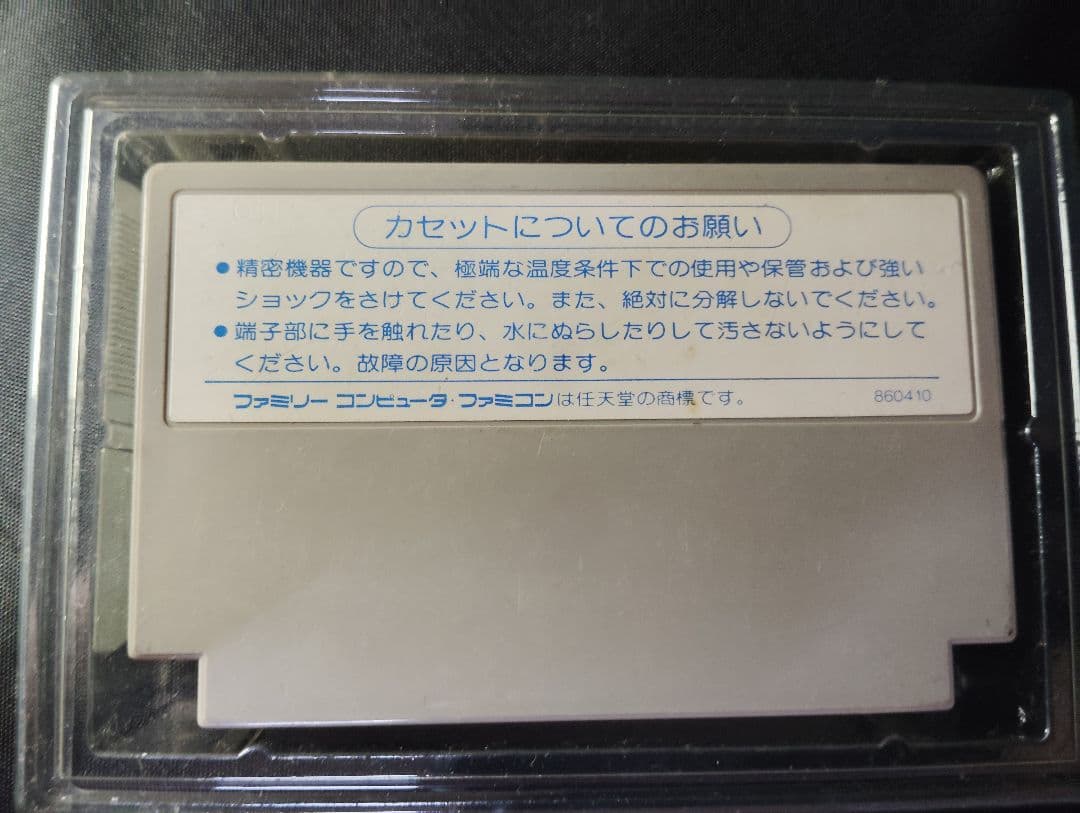 カセットについてのお願い
●精密機器ですので、極端な温度条件下での使用や保管および強い
ショックをさけてください。また、絶対に分解しないでください。
●端子部に手を触れたり、水にぬらしたりして汚さないようにして
ください。故障の原因となります。
ファミリー コンピュータ・ファミコンは任天堂の商標です。 860410